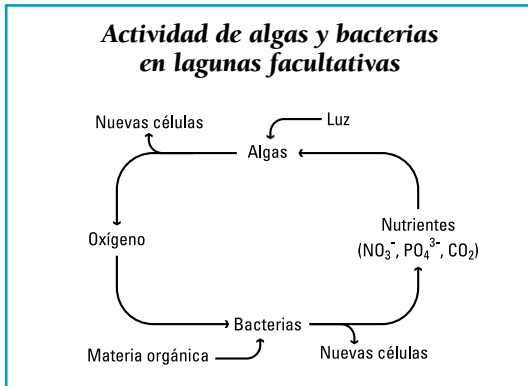 Actividad de algas y bacterias
en lagunas facultativas
Nuevas células
Luz
Algas
Oxígeno
Nutrientes
(NO₃⁻, PO₄³⁻, CO₂)
Bacterias
Materia orgánica
Nuevas células